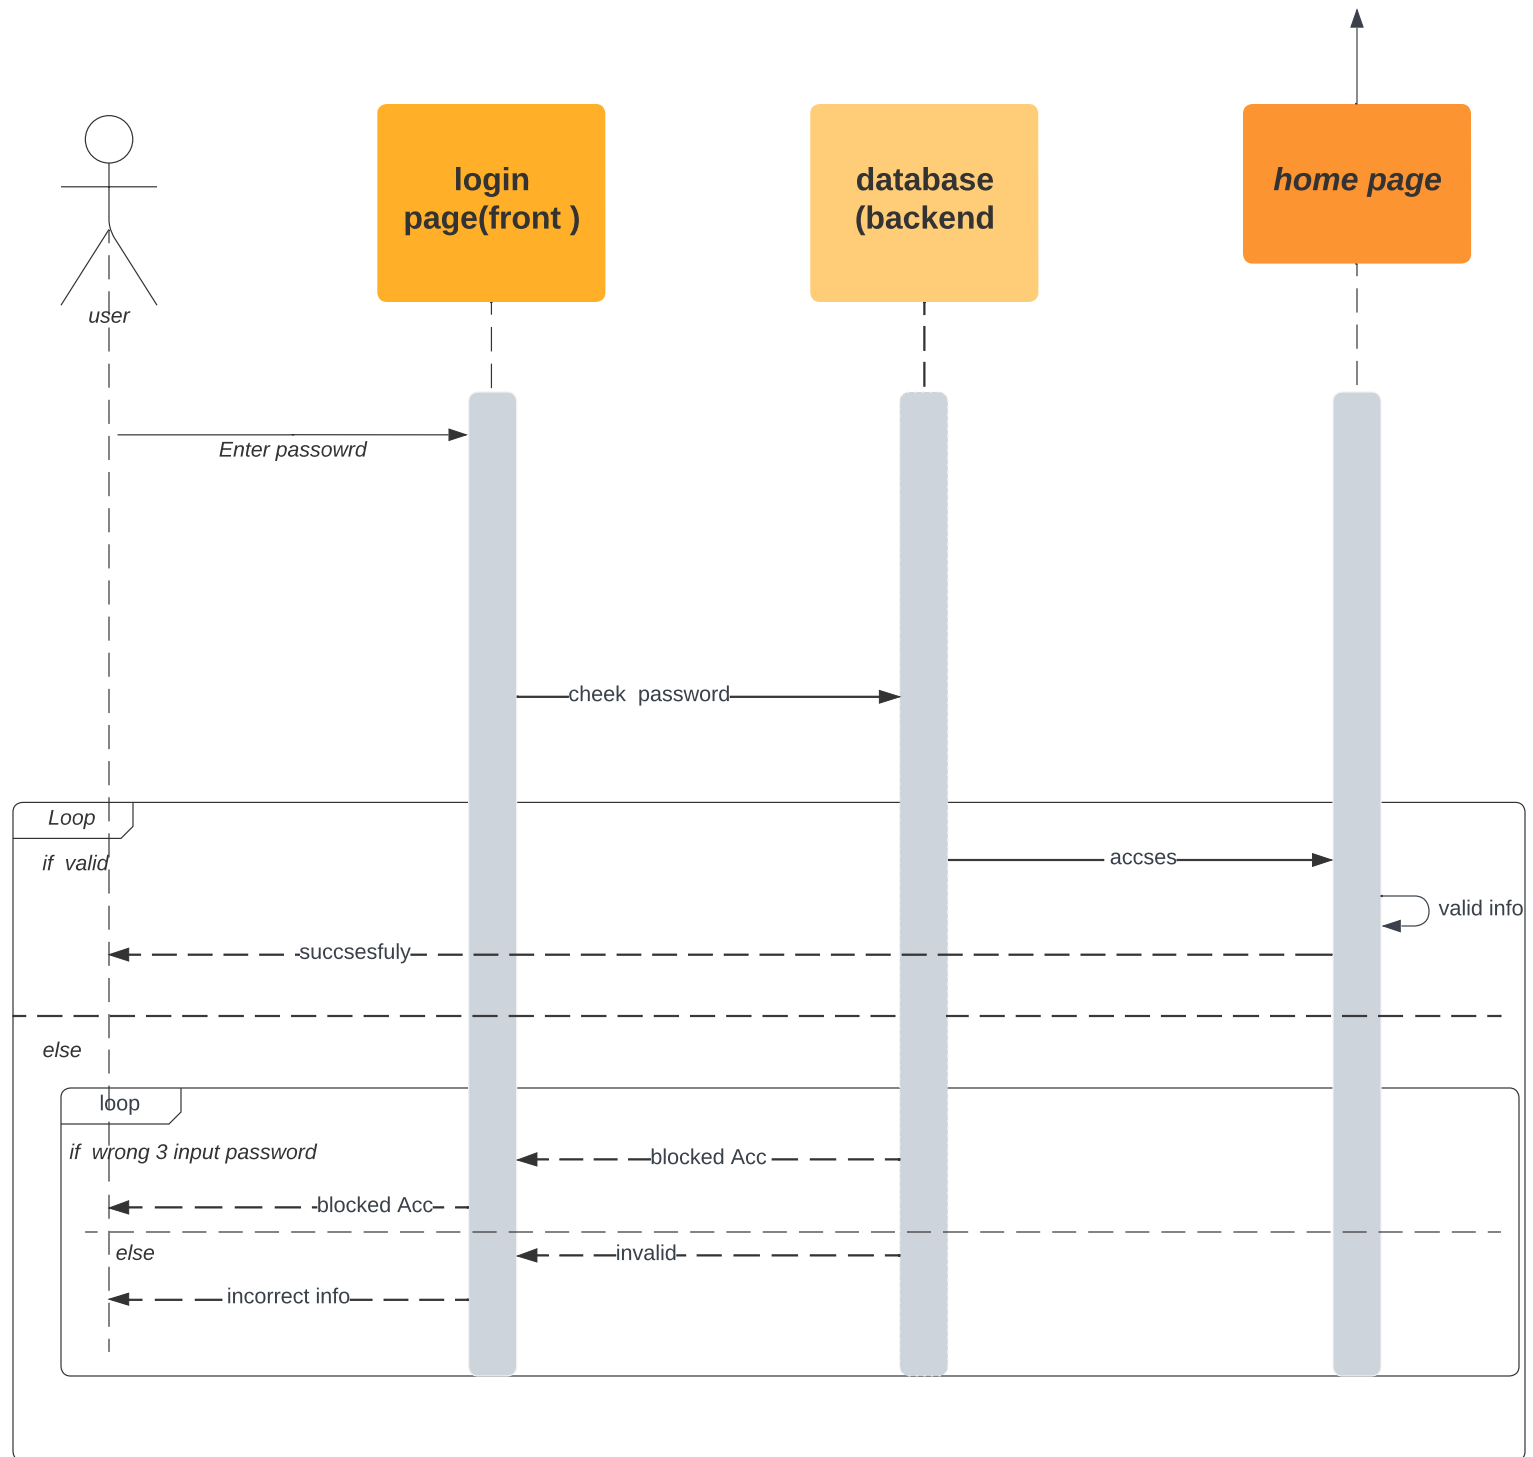 login
page(front )
database
(backend
home page
user
Enter passowrd
cheek  password
Loop
if  valid
accses
valid info
succsesfuly
else
loop
if  wrong 3 input password
blocked Acc
blocked Acc
else
invalid
incorrect info